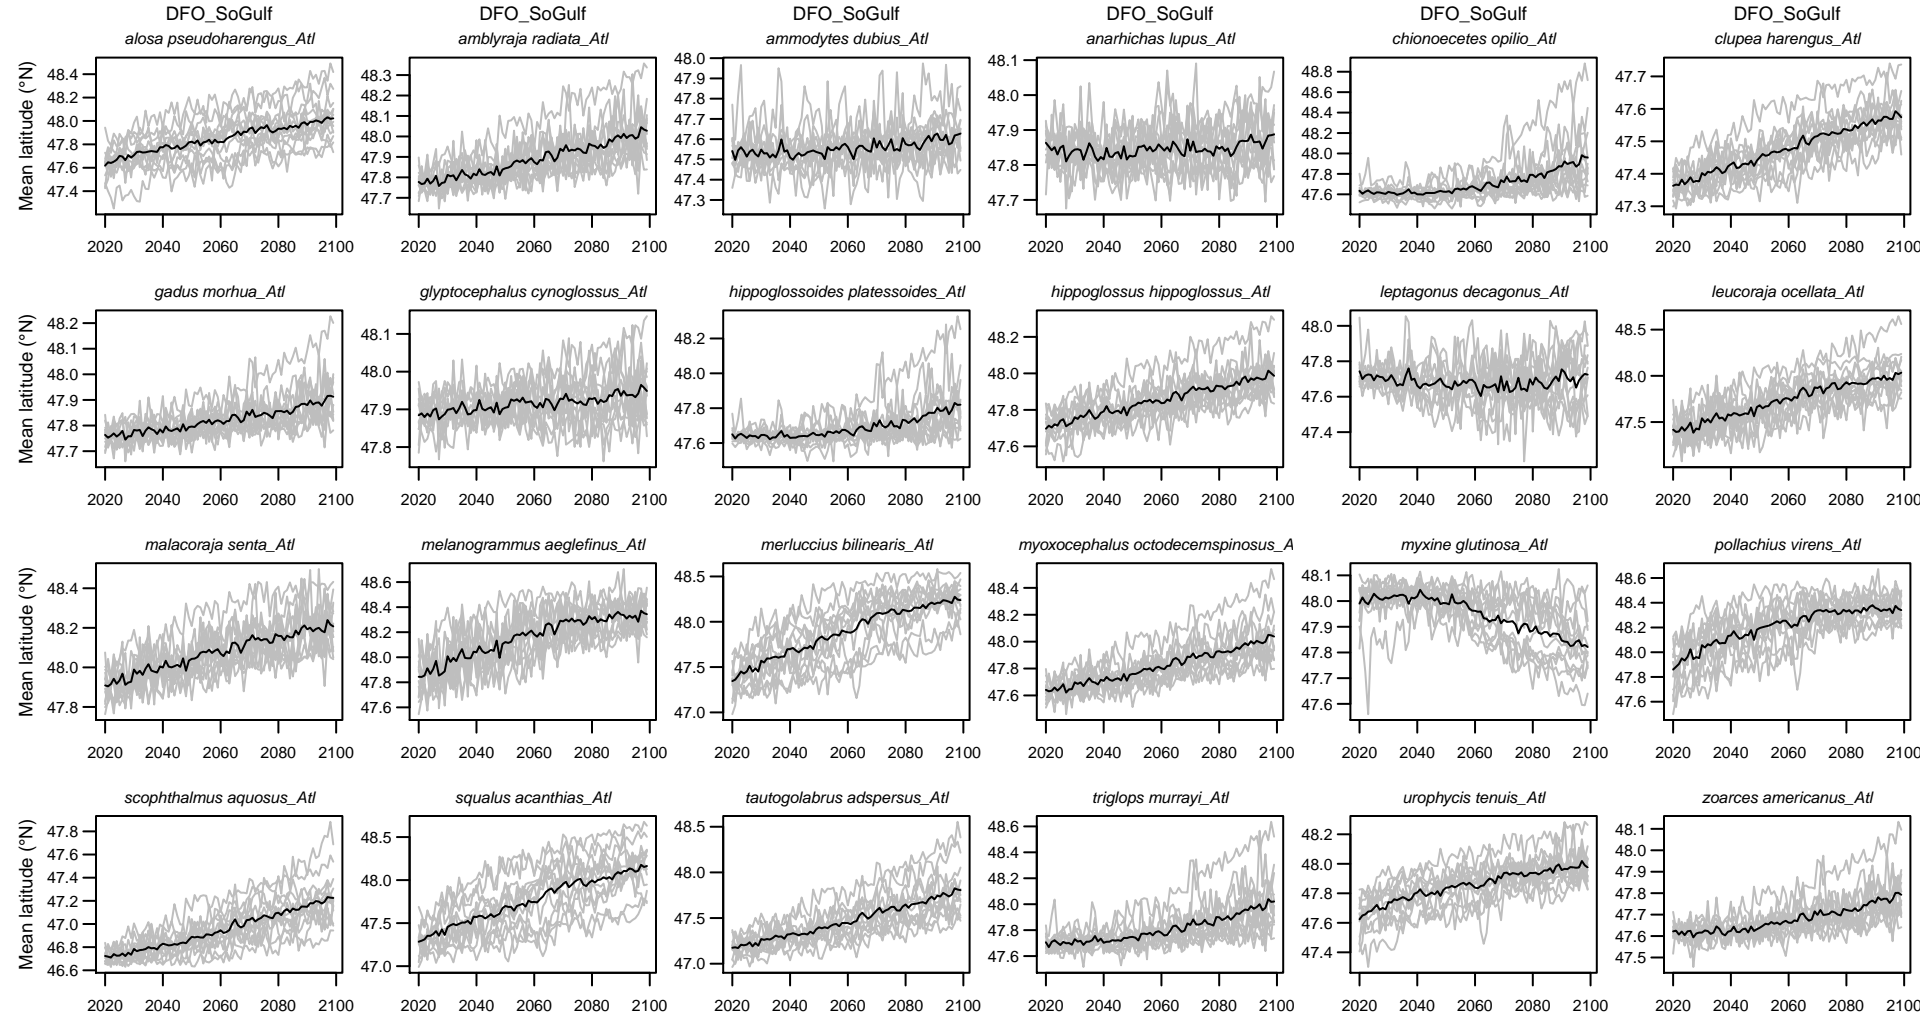 DFO_SoGulf DFO_SoGulf DFO_SoGulf DFO_SoGulf DFO_SoGulf DFO_SoGulf
alosa pseudoharengus_Atl amblyraja radiata_Atl ammodytes dubius_Atl anarhichas lupus_Atl chionoecetes opilio_Atl clupea harengus_Atl
Mean latitude (°N)
48.4 48.2 48.0 47.8 47.6 47.4
48.3 48.2 48.1 48.0 47.9 47.8 47.7
48.0 47.9 47.8 47.7 47.6 47.5 47.4 47.3
48.1 48.0 47.9 47.8 47.7
48.8 48.6 48.4 48.2 48.0 47.8 47.6
47.7 47.6 47.5 47.4 47.3
2020 2040 2060 2080 2100 2020 2040 2060 2080 2100 2020 2040 2060 2080 2100 2020 2040 2060 2080 2100 2020 2040 2060 2080 2100 2020 2040 2060 2080 2100
gadus morhua_Atl glyptocephalus cynoglossus_Atl hippoglossoides platessoides_Atl hippoglossus hippoglossus_Atl leptagonus decagonus_Atl leucoraja ocellata_Atl
Mean latitude (°N)
48.2 48.1 48.0 47.9 47.8 47.7
48.1 48.0 47.9 47.8
48.2 48.0 47.8 47.6
48.2 48.0 47.8 47.6
48.0 47.8 47.6 47.4
48.5 48.0 47.5
2020 2040 2060 2080 2100 2020 2040 2060 2080 2100 2020 2040 2060 2080 2100 2020 2040 2060 2080 2100 2020 2040 2060 2080 2100 2020 2040 2060 2080 2100
malacoraja senta_Atl melanogrammus aeglefinus_Atl merluccius bilinearis_Atl myoxocephalus octodecemspinosus_A myxine glutinosa_Atl pollachius virens_Atl
Mean latitude (°N)
48.4 48.2 48.0 47.8
48.6 48.4 48.2 48.0 47.8 47.6
48.5 48.0 47.5 47.0
48.4 48.2 48.0 47.8 47.6
48.1 48.0 47.9 47.8 47.7 47.6
48.6 48.4 48.2 48.0 47.8 47.6
2020 2040 2060 2080 2100 2020 2040 2060 2080 2100 2020 2040 2060 2080 2100 2020 2040 2060 2080 2100 2020 2040 2060 2080 2100 2020 2040 2060 2080 2100
scophthalmus aquosus_Atl squalus acanthias_Atl tautogolabrus adspersus_Atl triglops murrayi_Atl urophycis tenuis_Atl zoarces americanus_Atl
Mean latitude (°N)
47.8 47.6 47.4 47.2 47.0 46.8 46.6
48.5 48.0 47.5 47.0
48.5 48.0 47.5 47.0
48.6 48.4 48.2 48.0 47.8 47.6
48.2 48.0 47.8 47.6 47.4
48.1 48.0 47.9 47.8 47.7 47.6 47.5
2020 2040 2060 2080 2100 2020 2040 2060 2080 2100 2020 2040 2060 2080 2100 2020 2040 2060 2080 2100 2020 2040 2060 2080 2100 2020 2040 2060 2080 2100